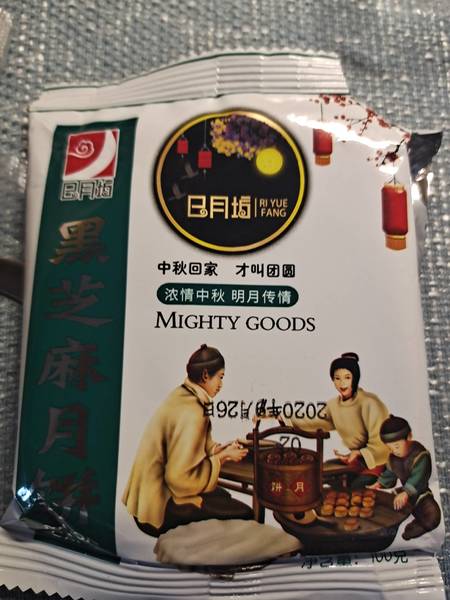 日月坊
黑芝麻月饼
日月坊
RI YUE
FANG
中秋回家 才叫团圆
浓情中秋 明月传情
MIGHTY GOODS
2020年9月26日
02
饼月
净含量：100克